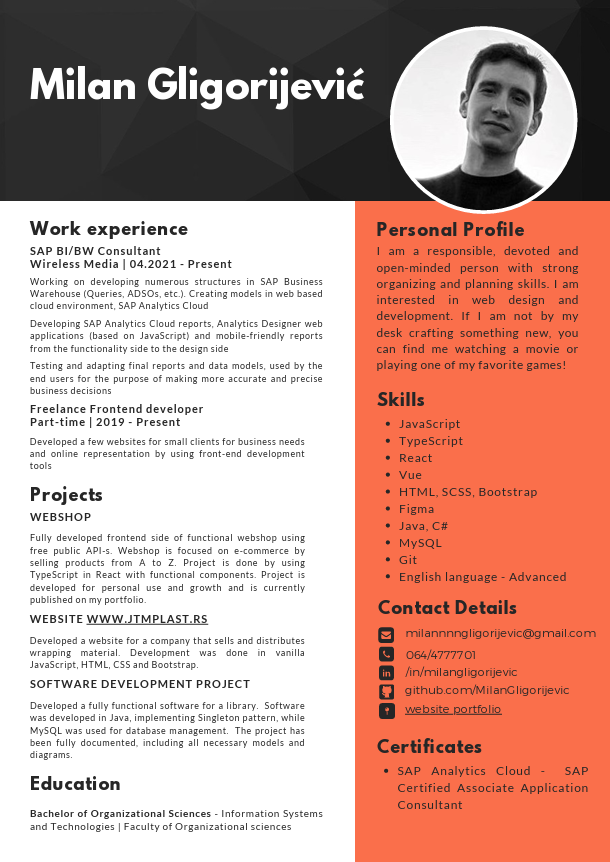 Milan Gligorijević
Work experience
SAP BI/BW Consultant
Wireless Media | 04.2021 - Present
Working on developing numerous structures in SAP Business
Warehouse (Queries, ADSOs, etc.). Creating models in web based
cloud environment, SAP Analytics Cloud
Developing SAP Analytics Cloud reports, Analytics Designer web
applications (based on JavaScript) and mobile-friendly reports
from the functionality side to the design side
Testing and adapting final reports and data models, used by the
end users for the purpose of making more accurate and precise
business decisions
Freelance Frontend developer
Part-time | 2019 - Present
Developed a few websites for small clients for business needs
and online representation by using front-end development
tools
Projects
WEBSHOP
Fully developed frontend side of functional webshop using
free public API-s. Webshop is focused on e-commerce by
selling products from A to Z. Project is done by using
TypeScript in React with functional components. Project is
developed for personal use and growth and is currently
published on my portfolio.
WEBSITE WWW.JTMPLAST.RS
Developed a website for a company that sells and distributes
wrapping material. Development was done in vanilla
JavaScript, HTML, CSS and Bootstrap.
SOFTWARE DEVELOPMENT PROJECT
Developed a fully functional software for a library. Software
was developed in Java, implementing Singleton pattern, while
MySQL was used for database management. The project has
been fully documented, including all necessary models and
diagrams.
Education
Bachelor of Organizational Sciences - Information Systems
and Technologies | Faculty of Organizational sciences
Personal Profile
I am a responsible, devoted and
open-minded person with strong
organizing and planning skills. I am
interested in web design and
development. If I am not by my
desk crafting something new, you
can find me watching a movie or
playing one of my favorite games!
Skills
• JavaScript
• TypeScript
• React
• Vue
• HTML, SCSS, Bootstrap
• Figma
• Java, C#
• MySQL
• Git
• English language - Advanced
Contact Details
milannnngligorijevic@gmail.com
064/4777701
/in/milangligorijevic
github.com/MilanGligorijevic
website portfolio
Certificates
• SAP Analytics Cloud - SAP
Certified Associate Application
Consultant